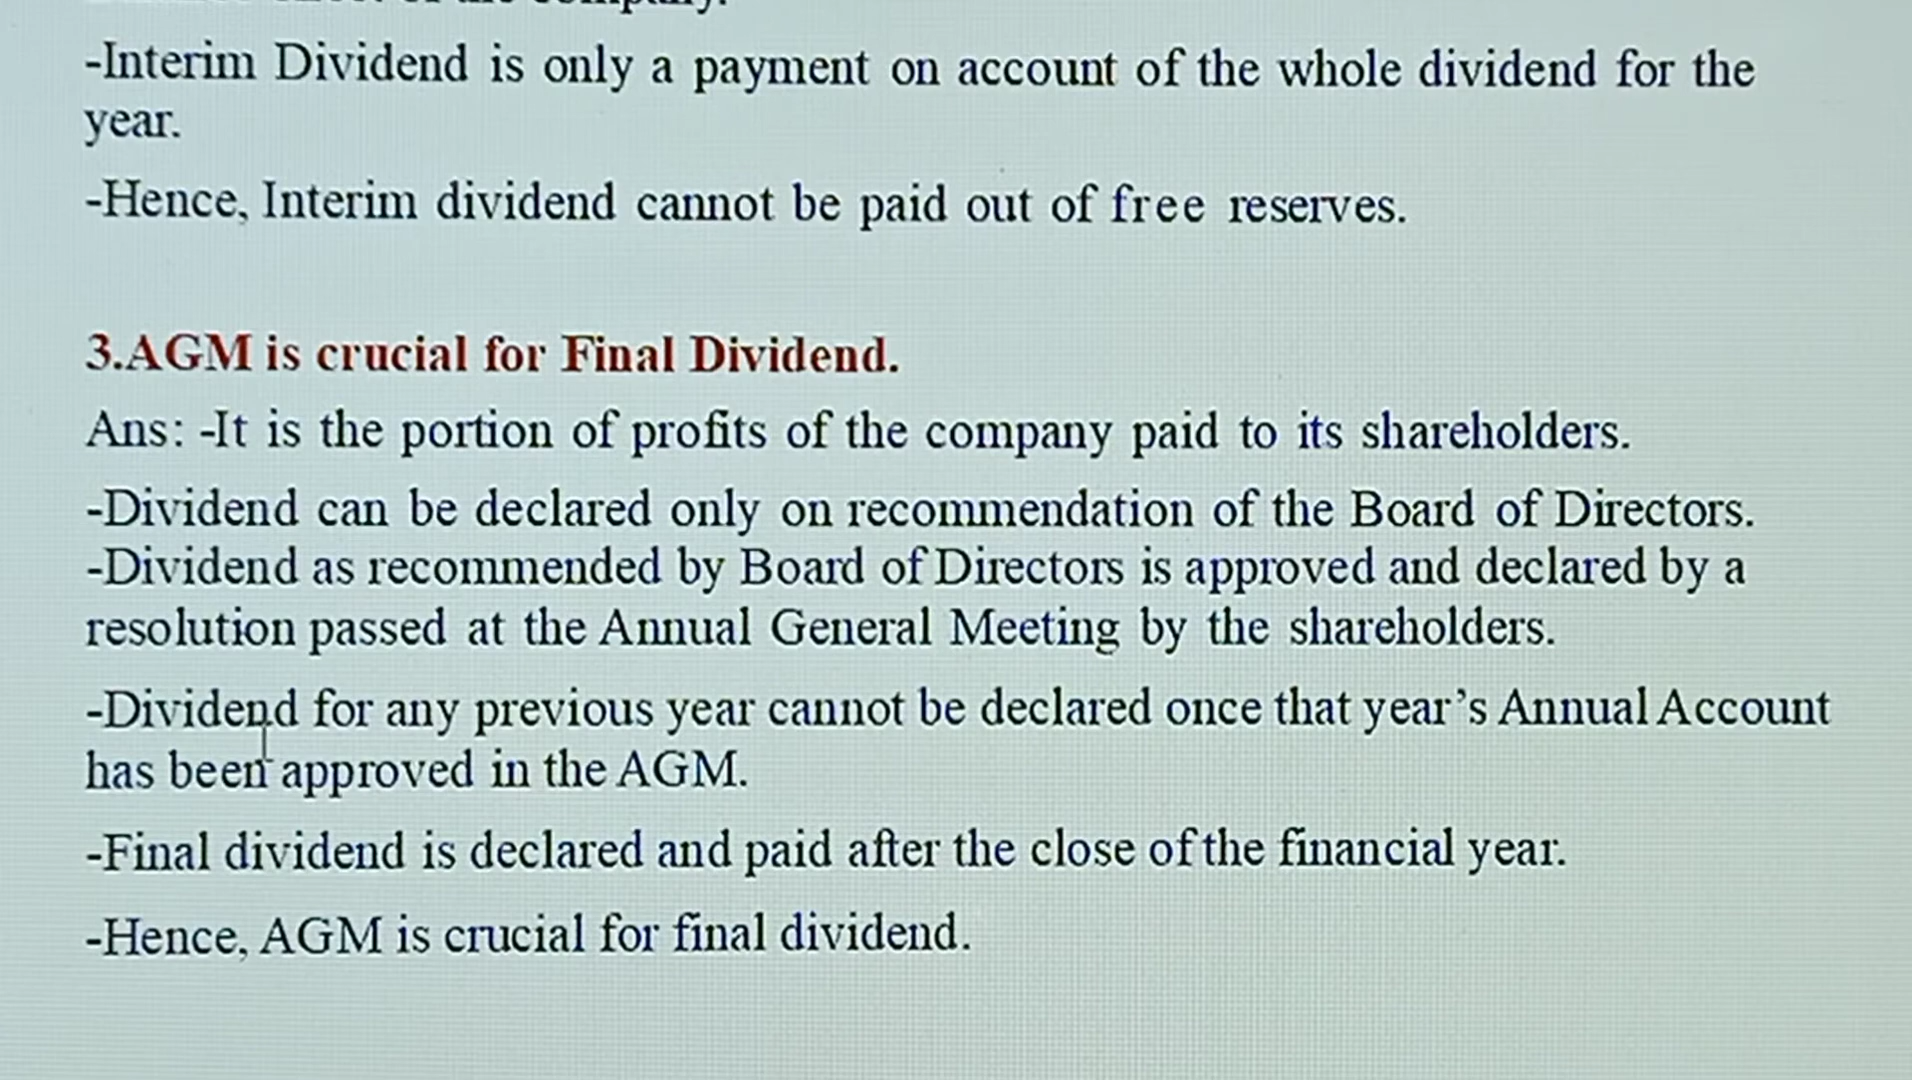 of the company.
-Interim Dividend is only a payment on account of the whole dividend for the
year.
-Hence, Interim dividend cannot be paid out of free reserves.
3.AGM is crucial for Final Dividend.
Ans: -It is the portion of profits of the company paid to its shareholders.
-Dividend can be declared only on recommendation of the Board of Directors.
-Dividend as recommended by Board of Directors is approved and declared by a
resolution passed at the Annual General Meeting by the shareholders.
-Dividend for any previous year cannot be declared once that year’s Annual Account
has been approved in the AGM.
-Final dividend is declared and paid after the close of the financial year.
-Hence, AGM is crucial for final dividend.